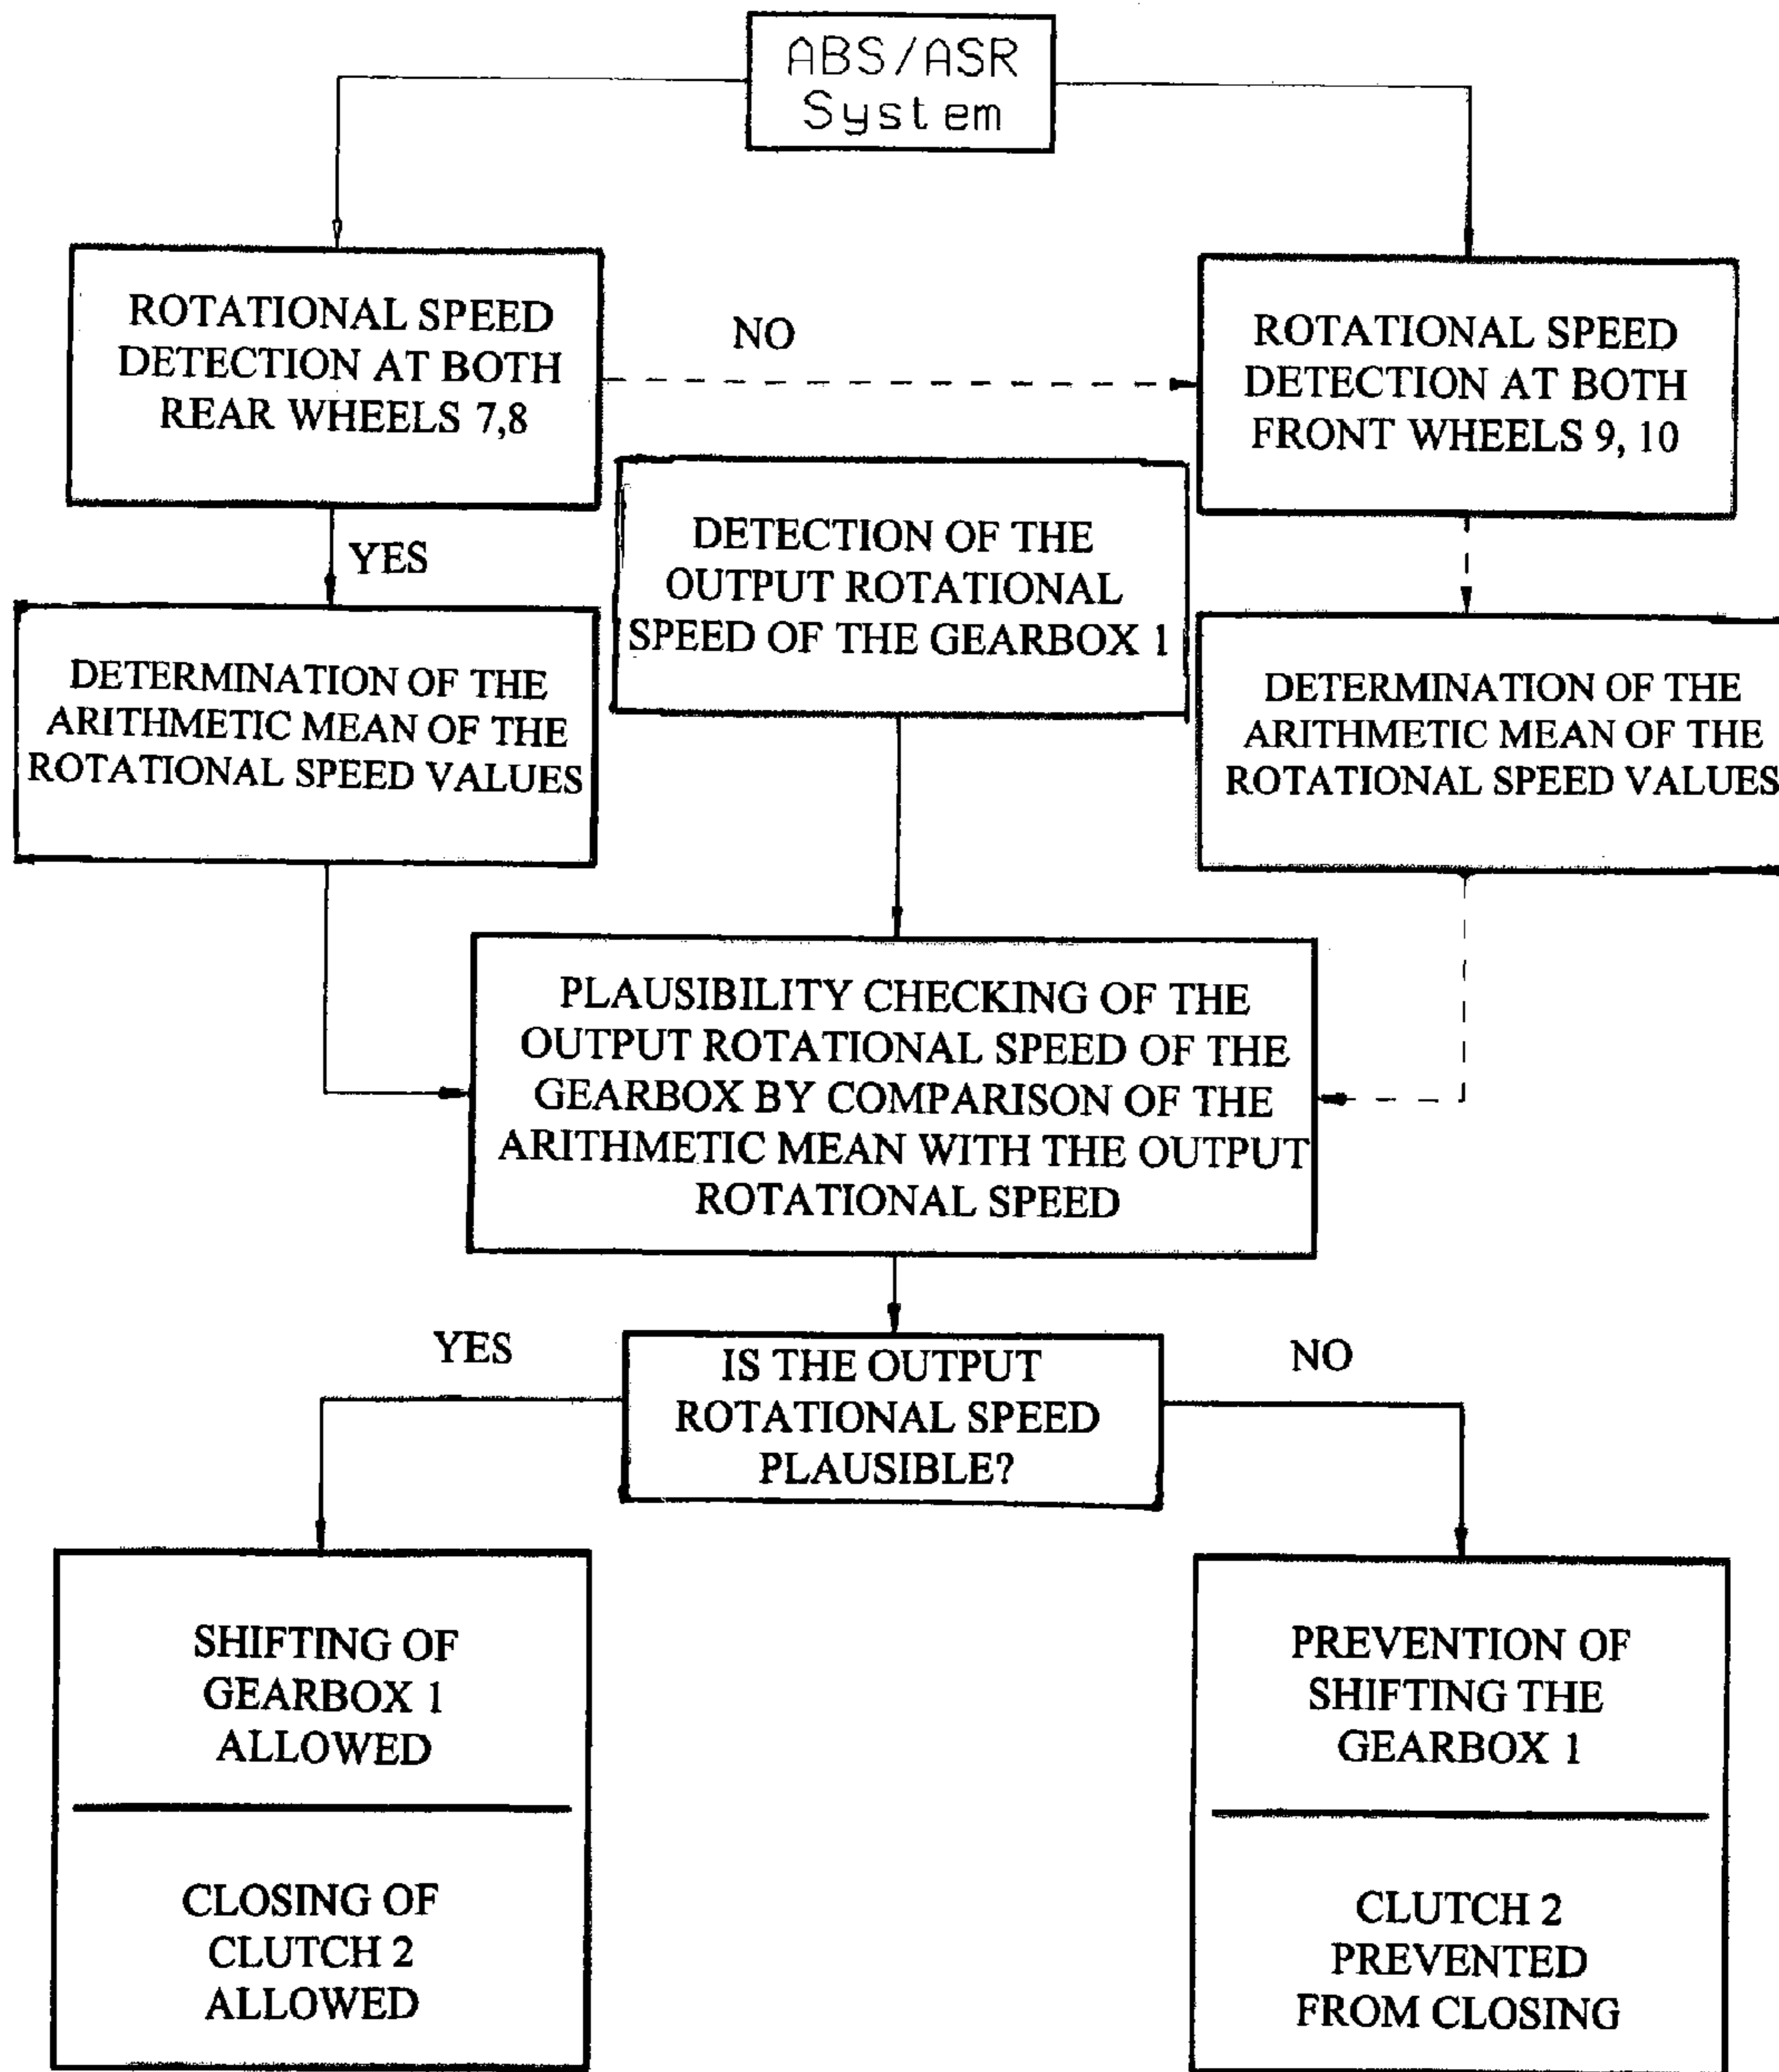 ABS/ASR
System
ROTATIONAL SPEED
DETECTION AT BOTH
REAR WHEELS 7,8
NO
ROTATIONAL SPEED
DETECTION AT BOTH
FRONT WHEELS 9, 10
YES
DETECTION OF THE
OUTPUT ROTATIONAL
SPEED OF THE GEARBOX 1
DETERMINATION OF THE
ARITHMETIC MEAN OF THE
ROTATIONAL SPEED VALUES
DETERMINATION OF THE
ARITHMETIC MEAN OF THE
ROTATIONAL SPEED VALUES
PLAUSIBILITY CHECKING OF THE
OUTPUT ROTATIONAL SPEED OF THE
GEARBOX BY COMPARISON OF THE
ARITHMETIC MEAN WITH THE OUTPUT
ROTATIONAL SPEED
YES
IS THE OUTPUT
ROTATIONAL SPEED
PLAUSIBLE?
NO
SHIFTING OF
GEARBOX 1
ALLOWED
CLOSING OF
CLUTCH 2
ALLOWED
PREVENTION OF
SHIFTING THE
GEARBOX 1
CLUTCH 2
PREVENTED
FROM CLOSING